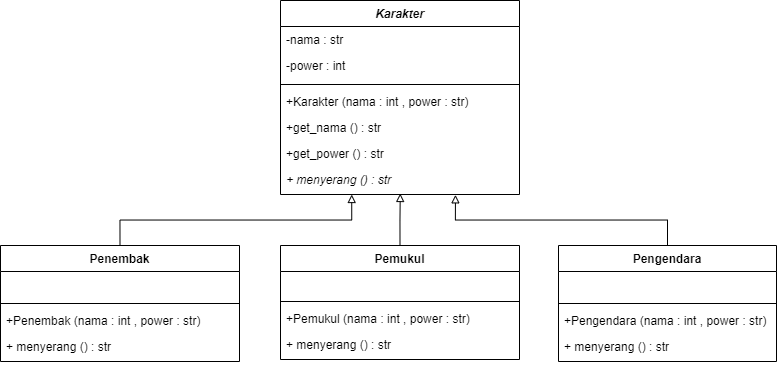 Karakter
-nama : str
-power : int
+Karakter (nama : int , power : str)
+get_nama () : str
+get_power () : str
+ menyerang () : str
Penembak
+Penembak (nama : int , power : str)
+ menyerang () : str
Pemukul
+Pemukul (nama : int , power : str)
+ menyerang () : str
Pengendara
+Pengendara (nama : int , power : str)
+ menyerang () : str